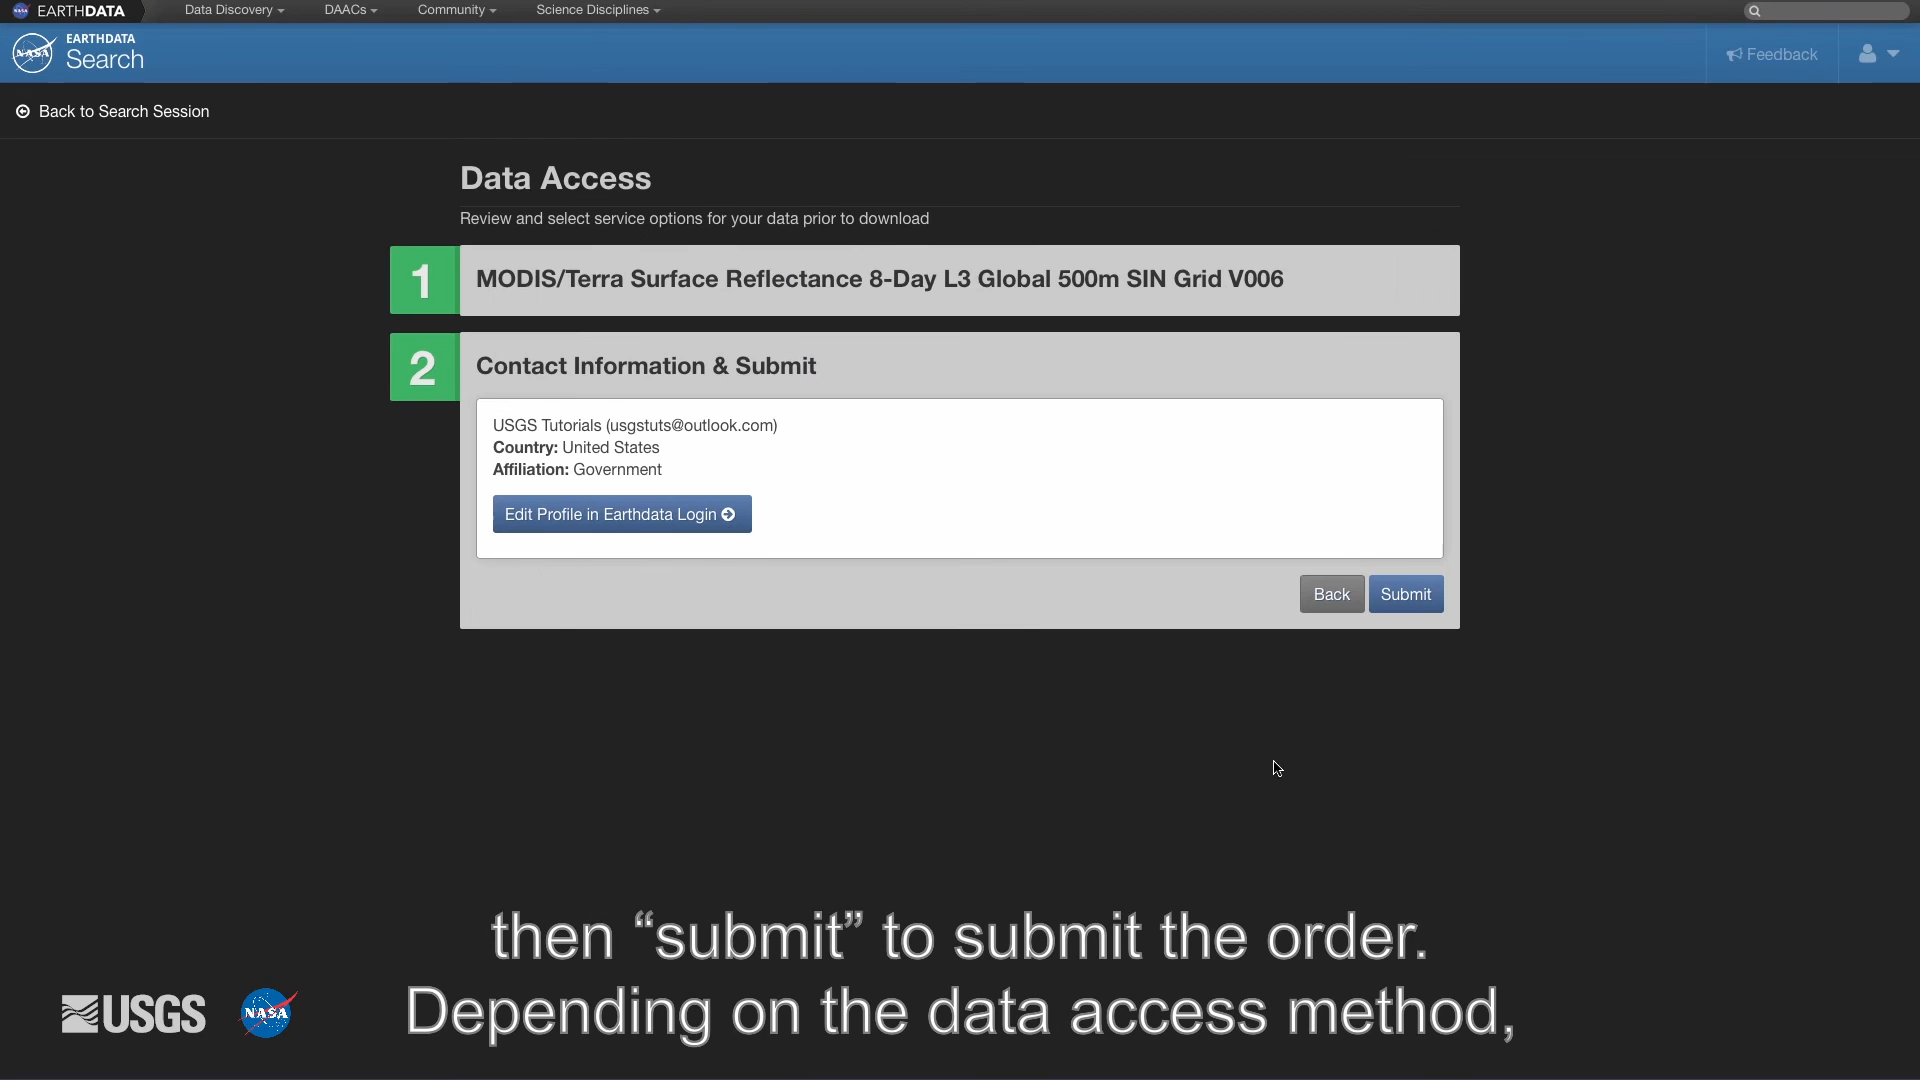 EARTHDATA
Data Discovery
DAACs
Community
Science Disciplines
NASA
EARTHDATA
Search
Feedback
Back to Search Session
Data Access
Review and select service options for your data prior to download
1
MODIS/Terra Surface Reflectance 8-Day L3 Global 500m SIN Grid V006
2
Contact Information & Submit
USGS Tutorials (usgstuts@outlook.com)
Country: United States
Affiliation: Government
Edit Profile in Earthdata Login
Back
Submit
then “submit” to submit the order.
Depending on the data access method,
USGS
NASA